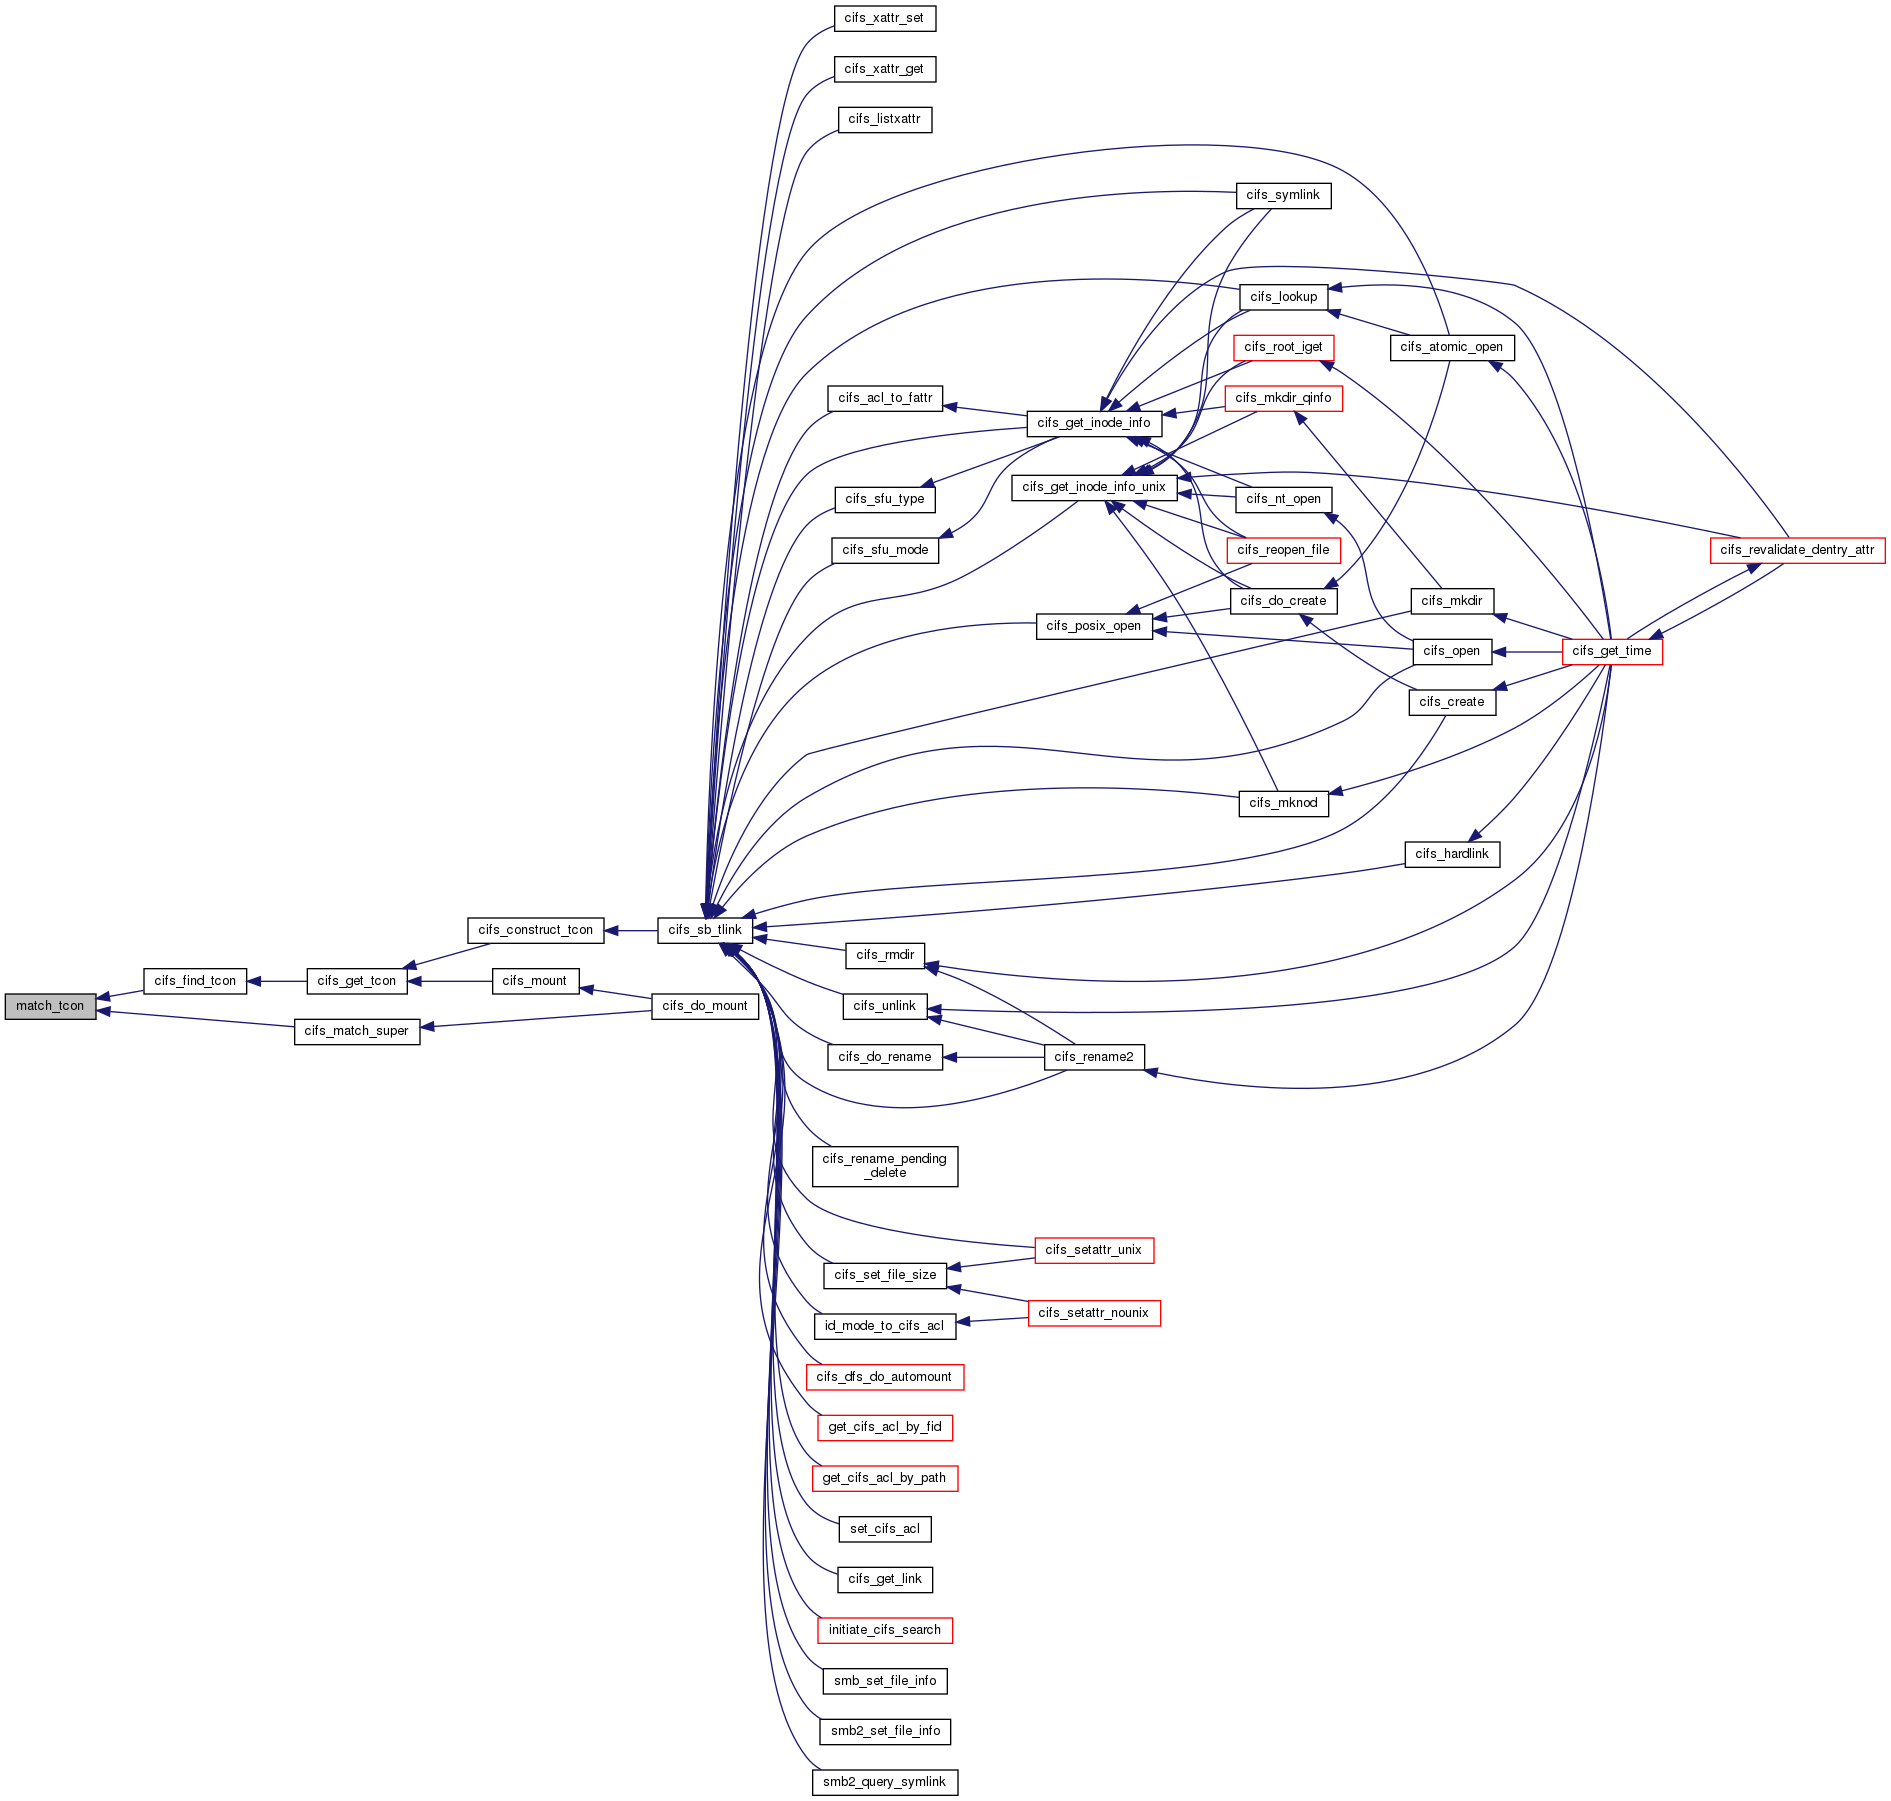 cifs_xattr_set
cifs_xattr_get
cifs_listxattr
cifs_symlink
cifs_lookup
cifs_root_iget
cifs_atomic_open
cifs_acl_to_fattr
cifs_mkdir_qinfo
cifs_get_inode_info
cifs_get_inode_info_unix
cifs_sfu_type
cifs_nt_open
cifs_sfu_mode
cifs_reopen_file
cifs_revalidate_dentry_attr
cifs_do_create
cifs_mkdir
cifs_posix_open
cifs_open
cifs_get_time
cifs_create
cifs_mknod
cifs_hardlink
cifs_construct_tcon
cifs_sb_tlink
cifs_rmdir
cifs_find_tcon
cifs_get_tcon
cifs_mount
match_tcon
cifs_do_mount
cifs_unlink
cifs_match_super
cifs_do_rename
cifs_rename2
cifs_rename_pending
_delete
cifs_setattr_unix
cifs_set_file_size
cifs_setattr_nounix
id_mode_to_cifs_acl
cifs_dfs_do_automount
get_cifs_acl_by_fid
get_cifs_acl_by_path
set_cifs_acl
cifs_get_link
initiate_cifs_search
smb_set_file_info
smb2_set_file_info
smb2_query_symlink